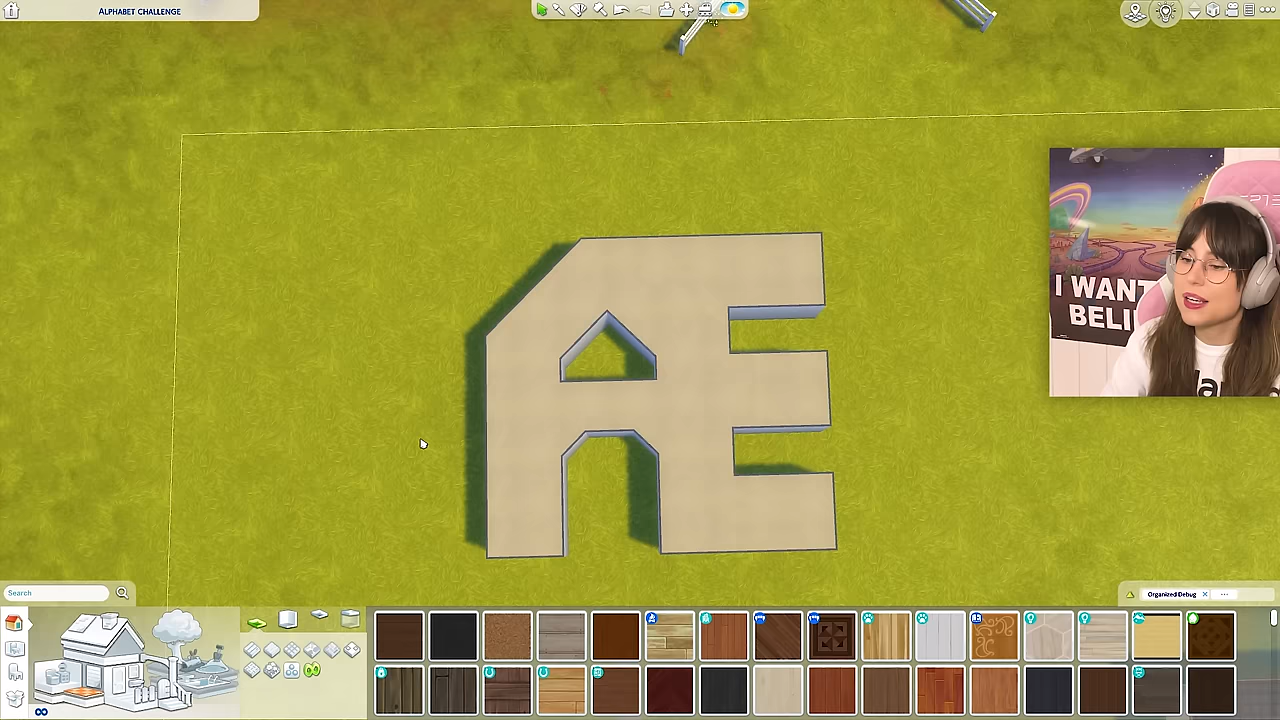 ALPHABET CHALLENGE
Æ
I WANT
BELI
Search
Organized Debug